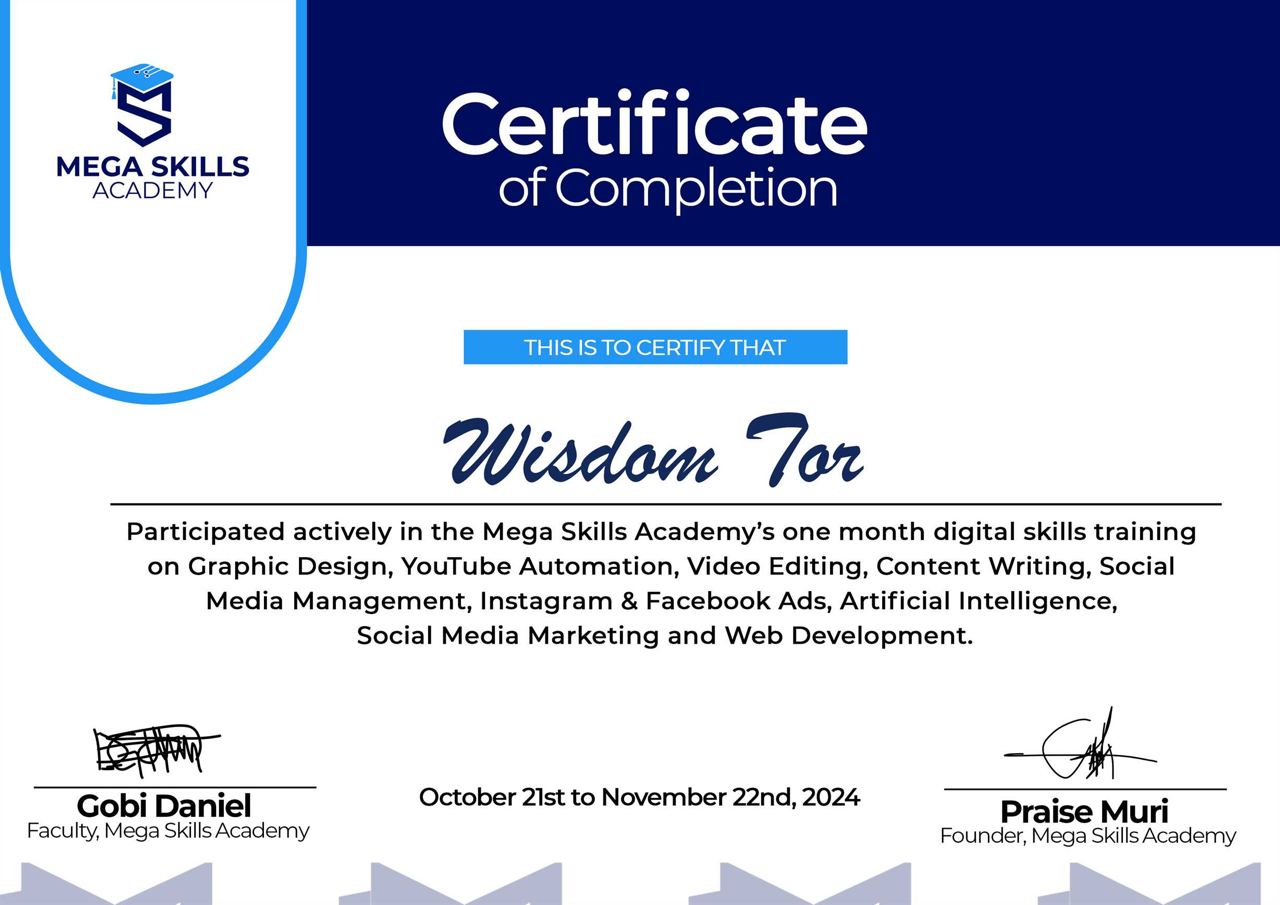 MEGA SKILLS
ACADEMY
Certificate
of Completion
THIS IS TO CERTIFY THAT
Wisdom Tor
Participated actively in the Mega Skills Academy’s one month digital skills training
on Graphic Design, YouTube Automation, Video Editing, Content Writing, Social
Media Management, Instagram & Facebook Ads, Artificial Intelligence,
Social Media Marketing and Web Development.
Gobi Daniel
Faculty, Mega Skills Academy
October 21st to November 22nd, 2024
Praise Muri
Founder, Mega Skills Academy